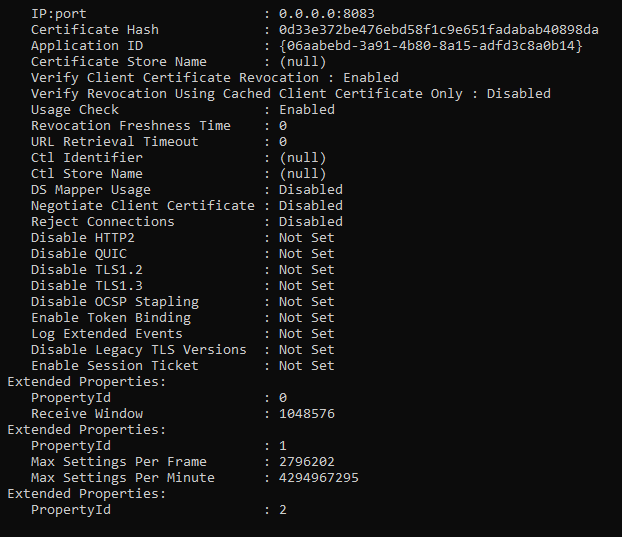 IP:port                      : 0.0.0.0:8083
Certificate Hash             : 0d33e372be476ebd58f1c9e651fadabab40898da
Application ID               : {06aabebd-3a91-4b80-8a15-adfd3c8a0b14}
Certificate Store Name       : (null)
Verify Client Certificate Revocation : Enabled
Verify Revocation Using Cached Client Certificate Only : Disabled
Usage Check                  : Enabled
Revocation Freshness Time    : 0
URL Retrieval Timeout        : 0
Ctl Identifier               : (null)
Ctl Store Name               : (null)
DS Mapper Usage              : Disabled
Negotiate Client Certificate : Disabled
Reject Connections           : Disabled
Disable HTTP2                : Not Set
Disable QUIC                 : Not Set
Disable TLS1.2               : Not Set
Disable TLS1.3               : Not Set
Disable OCSP Stapling        : Not Set
Enable Token Binding         : Not Set
Log Extended Events          : Not Set
Disable Legacy TLS Versions  : Not Set
Enable Session Ticket        : Not Set
Extended Properties:
PropertyId                   : 0
Receive Window               : 1048576
Extended Properties:
PropertyId                   : 1
Max Settings Per Frame       : 2796202
Max Settings Per Minute      : 4294967295
Extended Properties:
PropertyId                   : 2